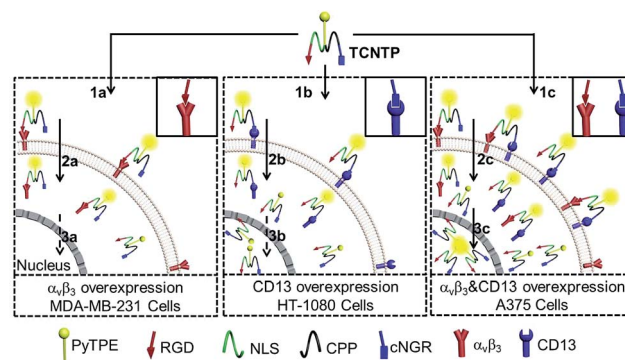 TCNTP
1a
1b
1c
2a
2b
2c
3a
3b
3c
Nucleus
αvβ3 overexpression
MDA-MB-231 Cells
CD13 overexpression
HT-1080 Cells
αvβ3&CD13 overexpression
A375 Cells
PyTPE RGD NLS CPP cNGR αvβ3 CD13